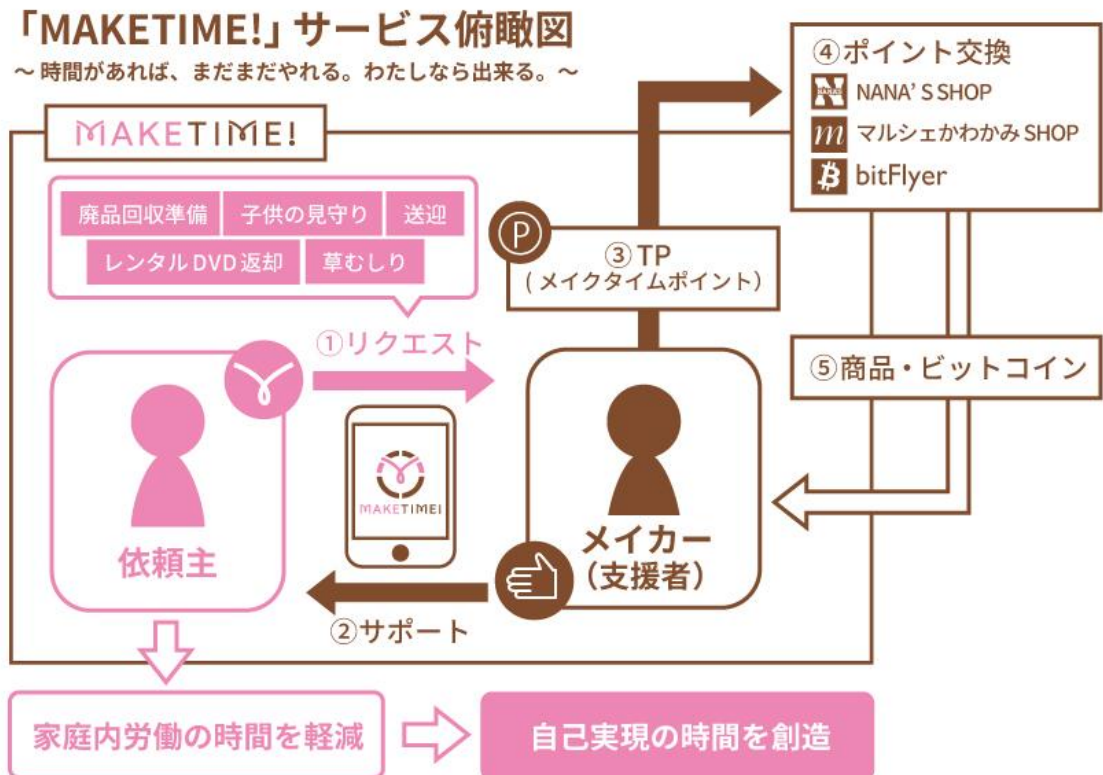 「MAKETIME!」サービス俯瞰図
～ 時間があれば、まだまだやれる。わたしなら出来る。～
MAKETIME!
廃品回収準備
子供の見守り
送迎
レンタル DVD 返却
草むしり
①リクエスト
依頼主
MAKETIME!
②サポート
メイカー
（支援者）
P
③ TP
( メイクタイムポイント）
④ポイント交換
N
NANA' S SHOP
m
マルシェかわかみ SHOP
bitFlyer
⑤商品・ビットコイン
家庭内労働の時間を軽減
自己実現の時間を創造